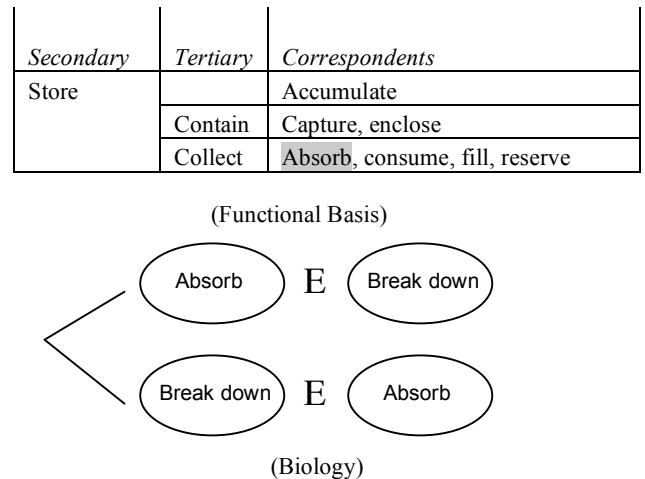 Secondary Tertiary Correspondents
Store Accumulate
Contain Capture, enclose
Collect Absorb, consume, fill, reserve
(Functional Basis)
Absorb E Break down
Break down E Absorb
(Biology)